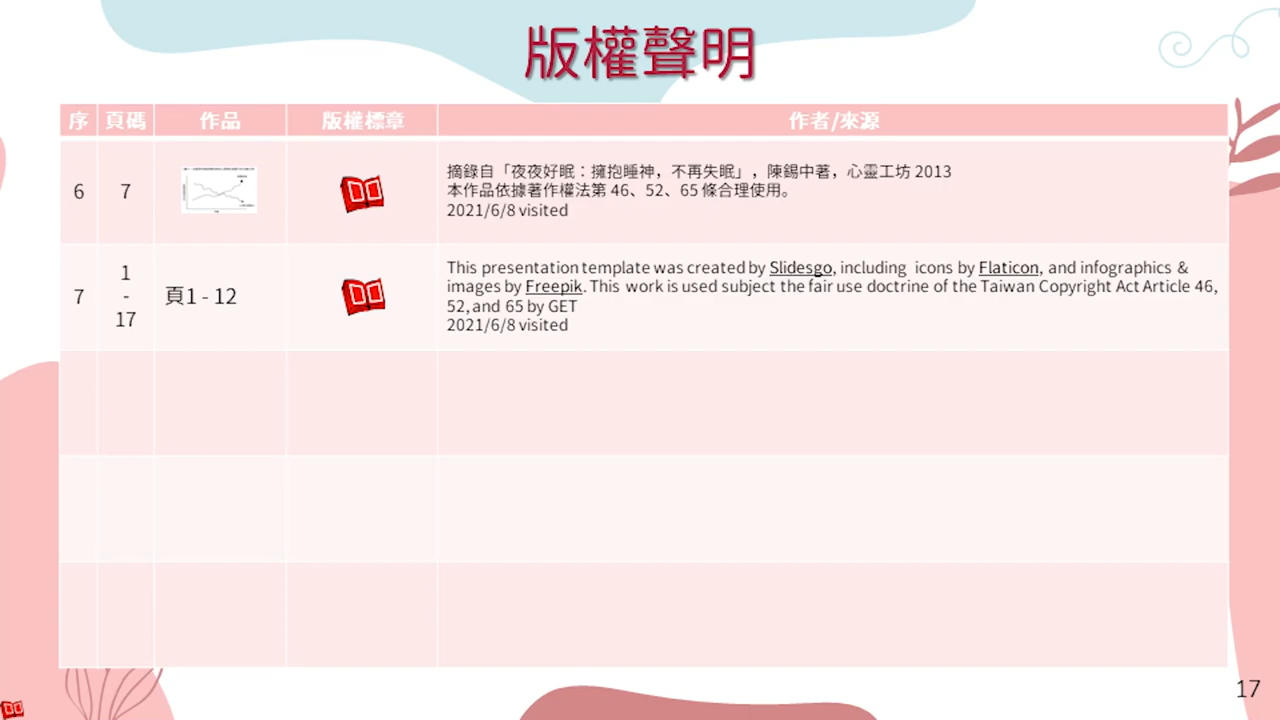 版權聲明
序 頁碼 作品 版權標章 作者/來源
6 7
摘錄自「夜夜好眠：擁抱睡神，不再失眠」，陳錫中著，心靈工坊 2013
本作品依據著作權法第 46、52、65 條合理使用。
2021/6/8 visited
7
1
-
17
頁1 - 12
This presentation template was created by Slidesgo, including icons by Flaticon, and infographics &
images by Freepik. This work is used subject the fair use doctrine of the Taiwan Copyright Act Article 46,
52, and 65 by GET
2021/6/8 visited
17